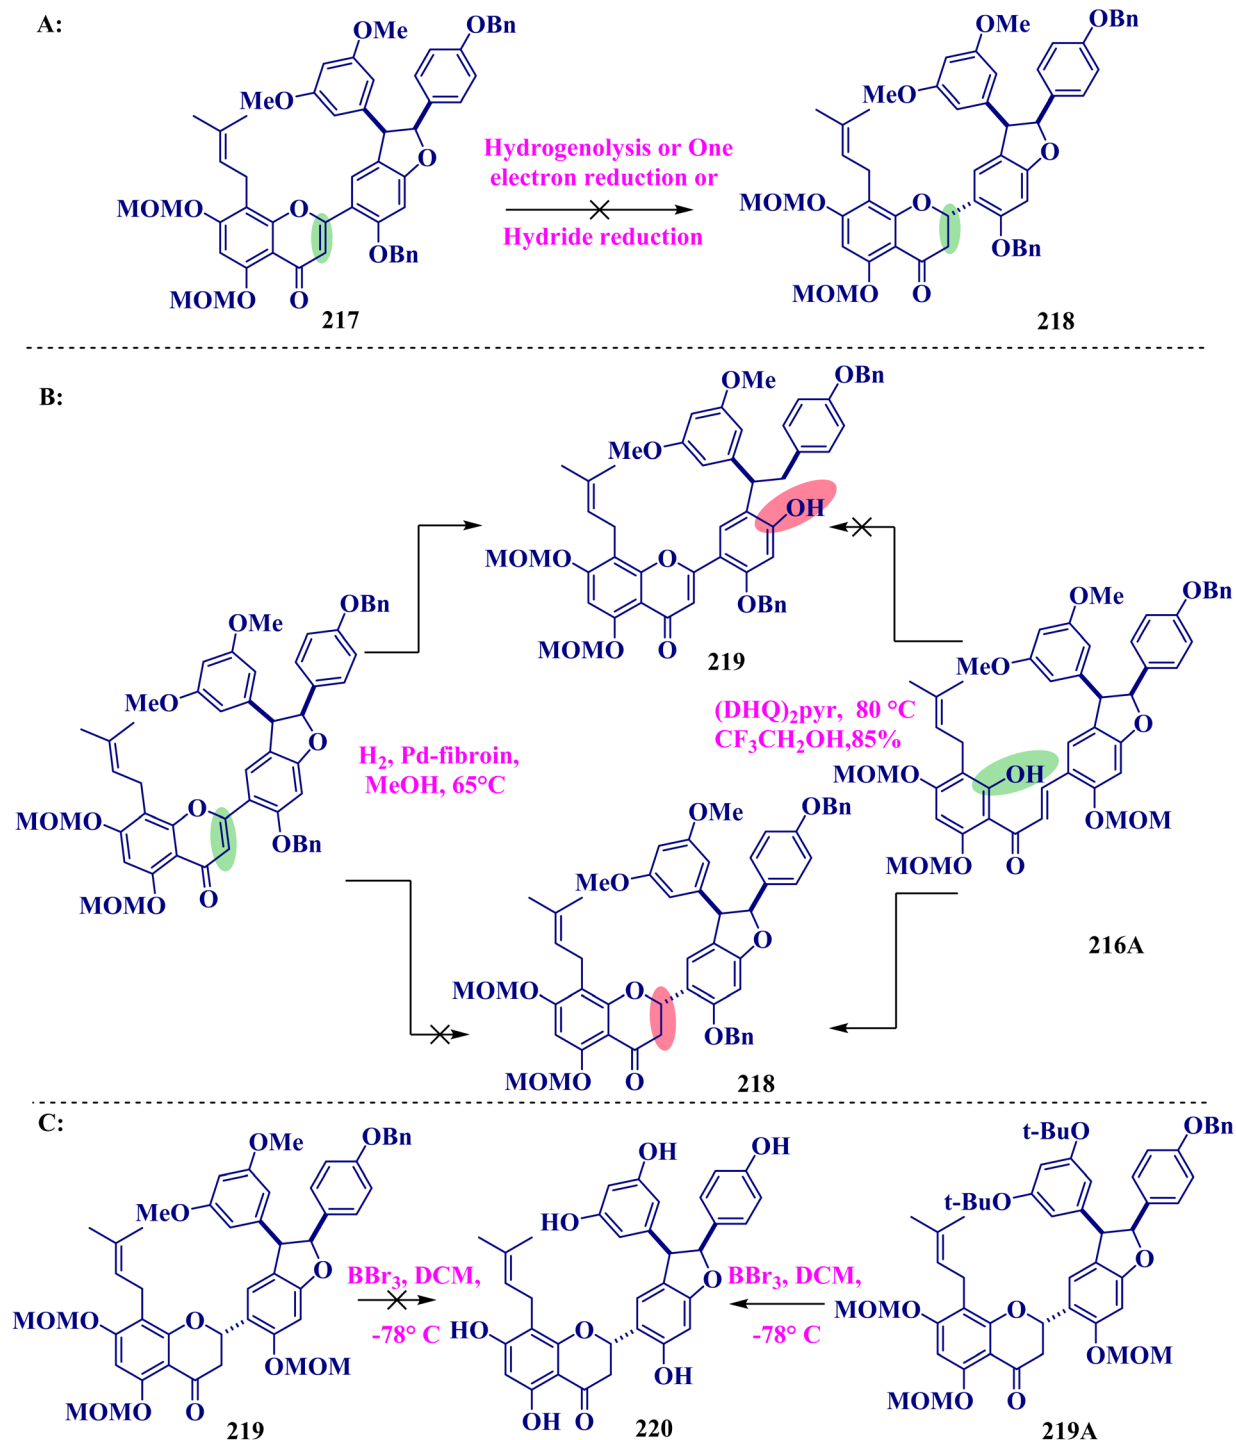 A:
OMe
OBn
MeO
O
MOMO
O
OBn
MOMO
O
217
Hydrogenolysis or One
electron reduction or
Hydride reduction
OMe
OBn
MeO
O
MOMO
O
OBn
MOMO
O
218
B:
OMe
OBn
MeO
OH
MOMO
O
OBn
MOMO
O
219
OBn
OMe
MeO
O
MOMO
O
OBn
MOMO
O
H₂, Pd-fibroin,
MeOH, 65°C
(DHQ)₂pyr, 80 °C
CF₃CH₂OH,85%
OMe
OBn
MeO
O
MOMO
OH
OMOM
MOMO
O
216A
OMe
OBn
MeO
O
MOMO
O
OBn
MOMO
O
218
C:
OMe
OBn
MeO
O
MOMO
O
OMOM
MOMO
O
219
BBr₃, DCM,
-78° C
OH
OH
HO
O
HO
O
OH
OH
O
220
BBr₃, DCM,
-78° C
t-BuO
OBn
t-BuO
O
MOMO
O
OMOM
MOMO
O
219A